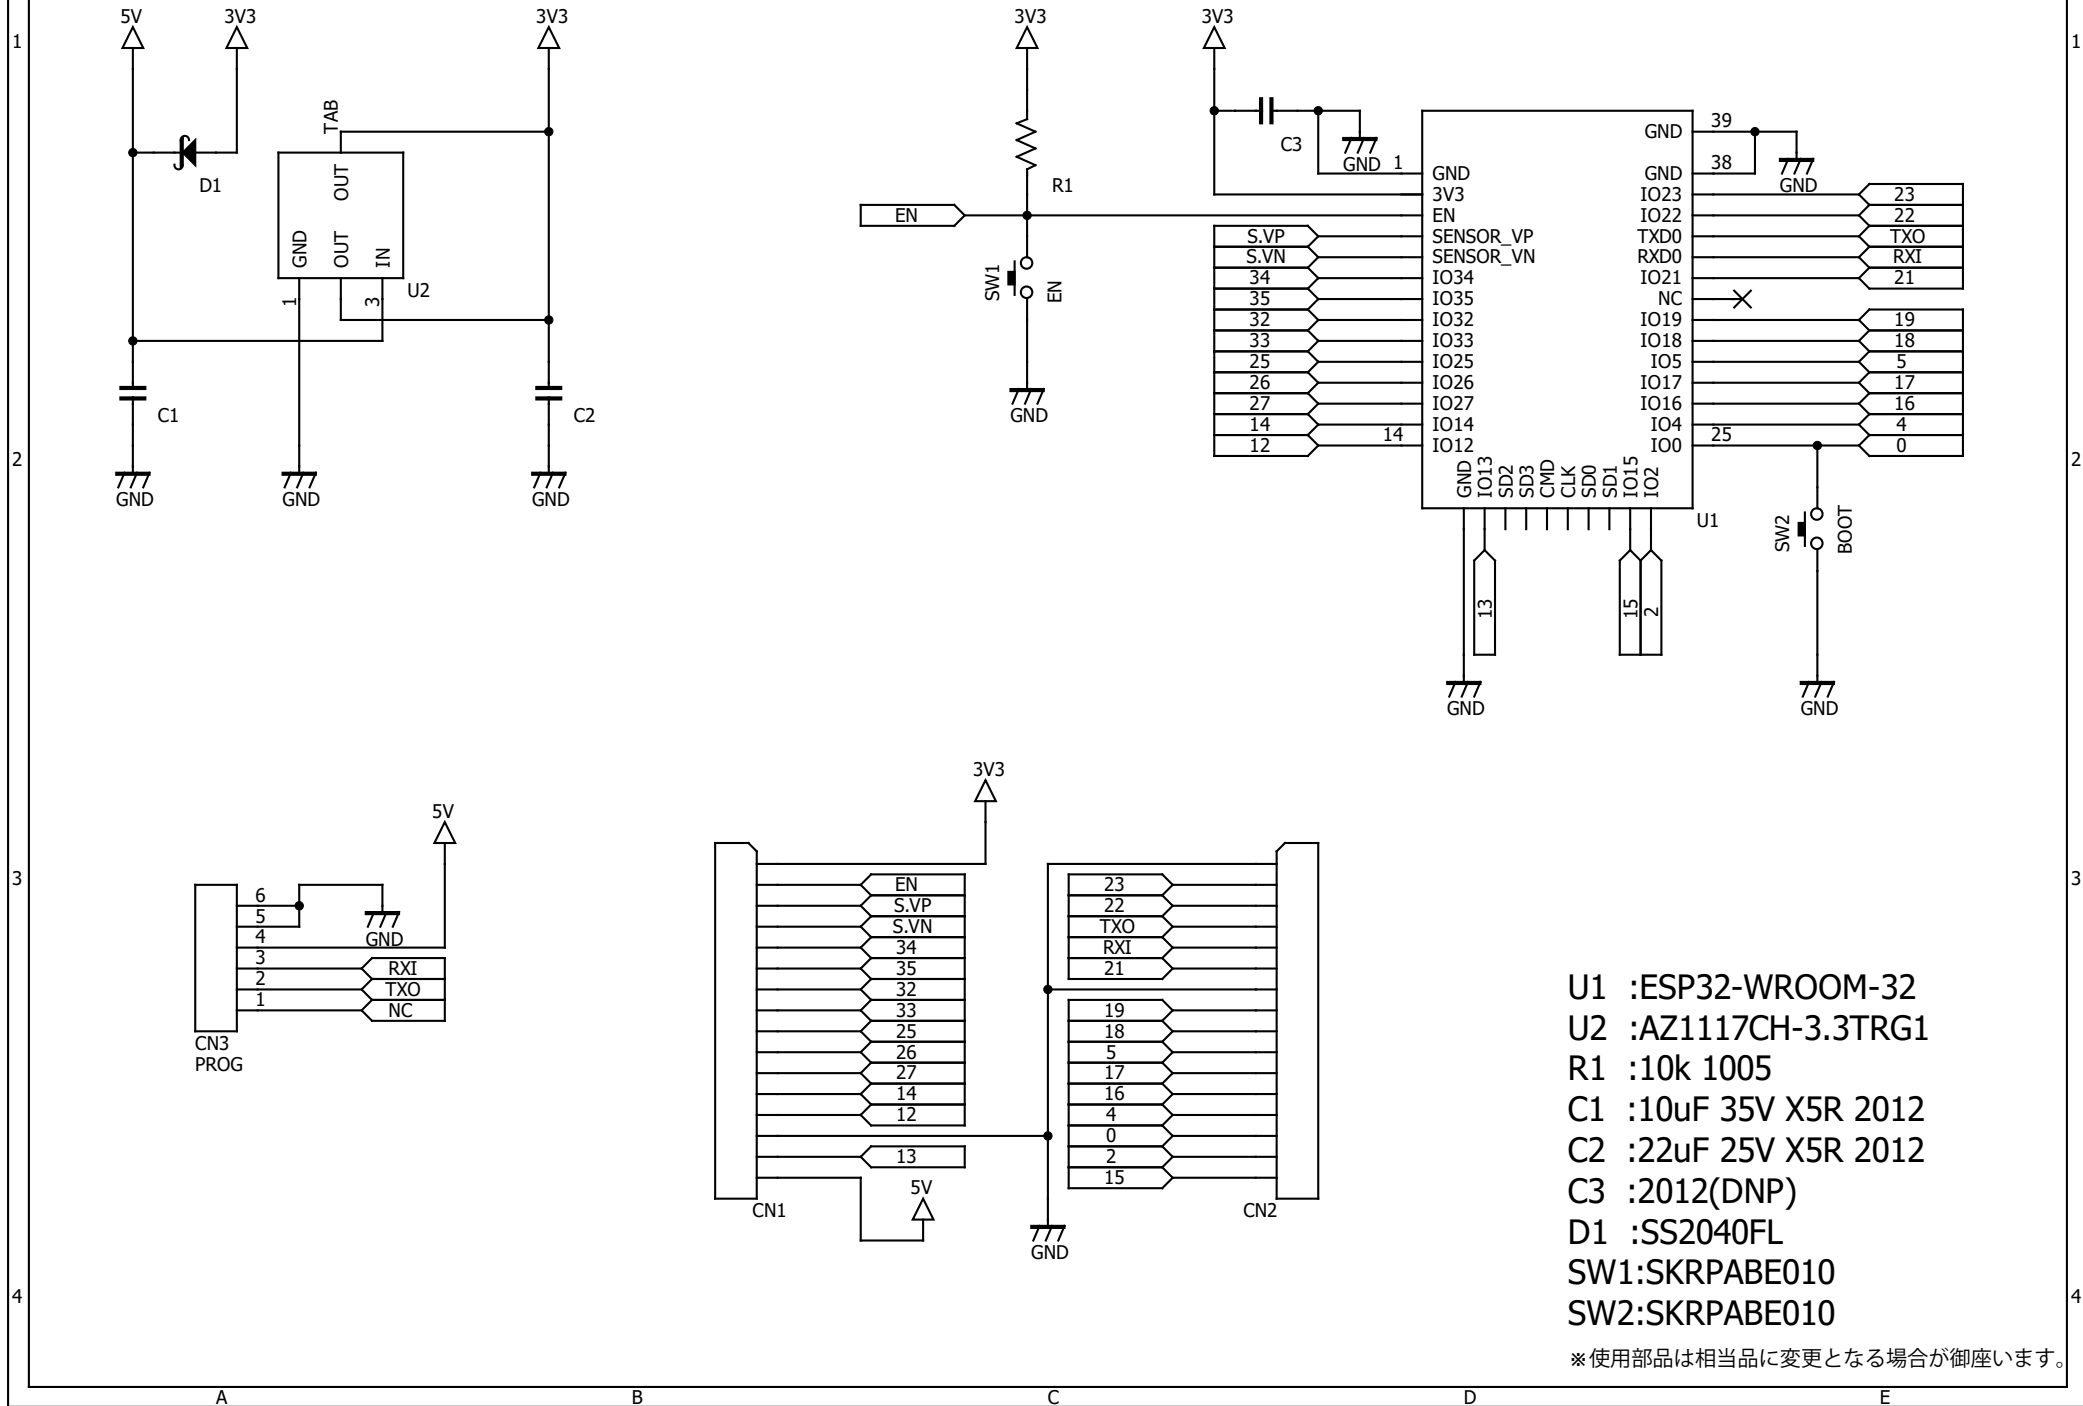 5V
3V3
3V3
3V3
3V3
1
1
TAB
OUT
D1
GND
OUT
IN
U2
1
3
C1
C2
GND
GND
GND
R1
EN
SW1
EN
GND
C3
GND
1
GND
3V3
EN
SENSOR_VP
SENSOR_VN
IO34
IO35
IO32
IO33
IO25
IO26
IO27
IO14
IO12
14
S.VP
S.VN
34
35
32
33
25
26
27
14
12
GND
39
GND
38
GND
IO23
IO22
TXD0
RXD0
IO21
NC
IO19
IO18
IO5
IO17
IO16
IO4
IO0
25
23
22
TXO
RXI
21
19
18
5
17
16
4
0
GND
IO13
SD2
SD3
CMD
CLK
SD0
SD1
IO15
IO2
U1
13
15
2
GND
SW2
BOOT
GND
2
2
5V
6
5
4
3
2
1
GND
RXI
TXO
NC
CN3
PROG
3V3
EN
S.VP
S.VN
34
35
32
33
25
26
27
14
12
13
5V
CN1
23
22
TXO
RXI
21
19
18
5
17
16
4
0
2
15
CN2
GND
3
3
U1 :ESP32-WROOM-32
U2 :AZ1117CH-3.3TRG1
R1 :10k 1005
C1 :10uF 35V X5R 2012
C2 :22uF 25V X5R 2012
C3 :2012(DNP)
D1 :SS2040FL
SW1:SKRPABE010
SW2:SKRPABE010
※使用部品は相当品に変更となる場合が御座います。
4
4
A
B
C
D
E